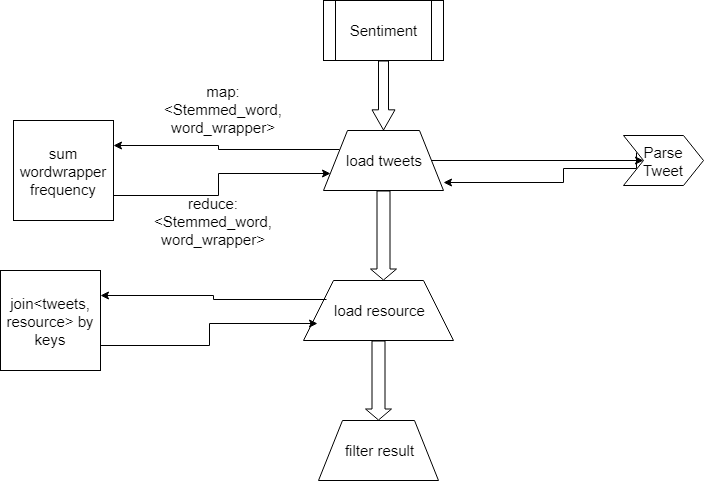 Sentiment
map:
<Stemmed_word,
word_wrapper>
sum
wordwrapper
frequency
load tweets
Parse
Tweet
reduce:
<Stemmed_word,
word_wrapper>
join<tweets,
resource> by
keys
load resource
filter result